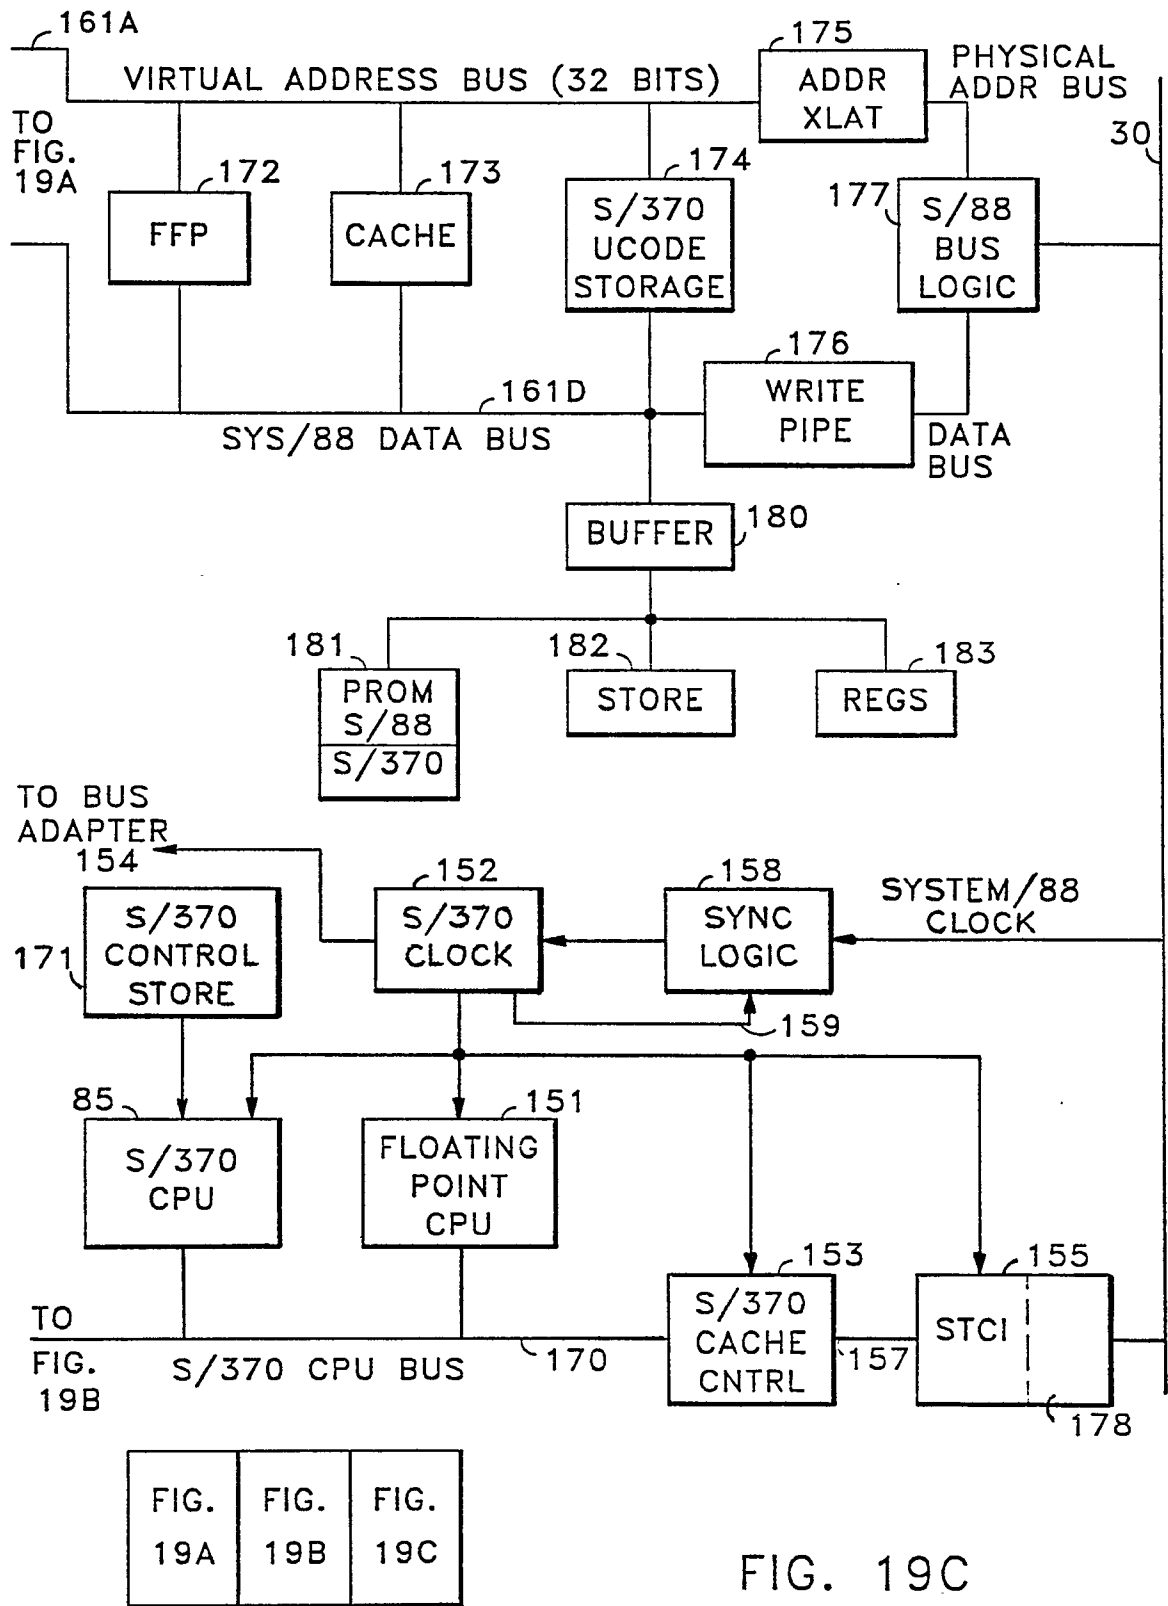 161A
175
VIRTUAL ADDRESS BUS (32 BITS)
ADDR
XLAT
PHYSICAL
ADDR BUS
TO
FIG.
19A
30
172
FFP
173
CACHE
174
S/370
UCODE
STORAGE
177
S/88
BUS
LOGIC
176
WRITE
PIPE
161D
SYS/88 DATA BUS
DATA
BUS
BUFFER
180
181
PROM
S/88
S/370
182
STORE
183
REGS
TO BUS
ADAPTER
154
152
S/370
CLOCK
158
SYNC
LOGIC
SYSTEM/88
CLOCK
171
S/370
CONTROL
STORE
159
85
S/370
CPU
151
FLOATING
POINT
CPU
153
S/370
CACHE
CNTRL
155
STCI
TO
FIG.
19B
S/370 CPU BUS
170
157
178
FIG.
19A
FIG.
19B
FIG.
19C
FIG. 19C